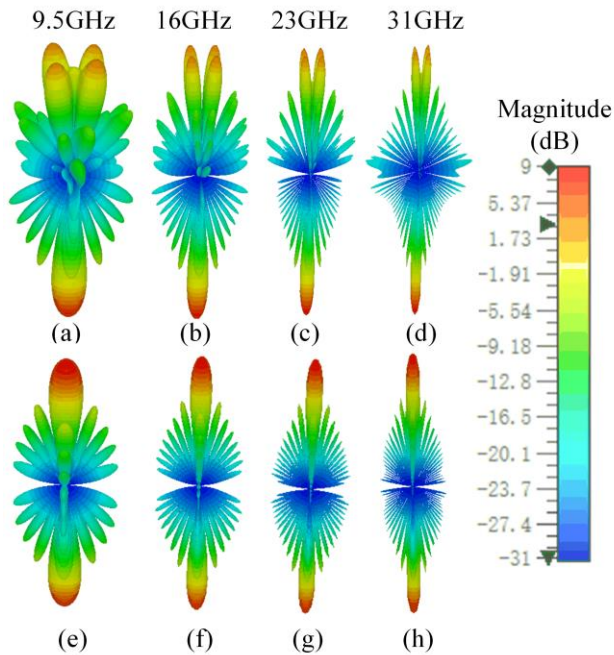 9.5GHz 16GHz 23GHz 31GHz
Magnitude
(dB)
9
5.37
1.73
-1.91
-5.54
-9.18
-12.8
-16.5
-20.1
-23.7
-27.4
-31
(a) (b) (c) (d)
(e) (f) (g) (h)